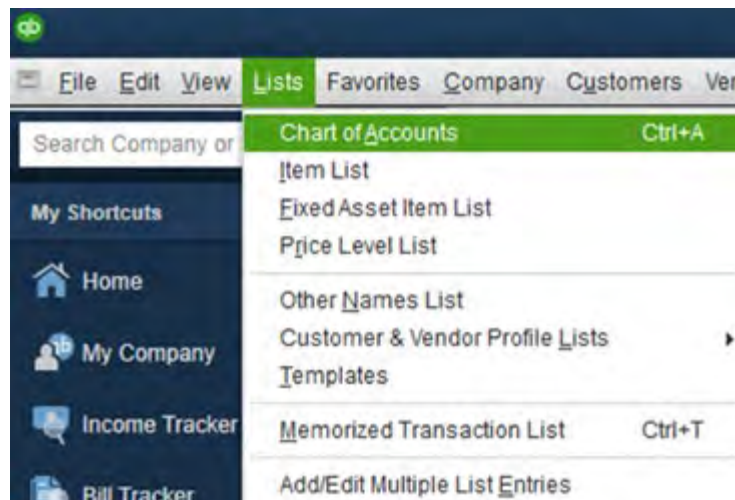 qb
File Edit View Lists Favorites Company Customers Ver
Search Company or
My Shortcuts
Home
My Company
Income Tracker
Bill Tracker
Chart of Accounts Ctrl+A
Item List
Fixed Asset Item List
Price Level List
Other Names List
Customer & Vendor Profile Lists
Templates
Memorized Transaction List Ctrl+T
Add/Edit Multiple List Entries